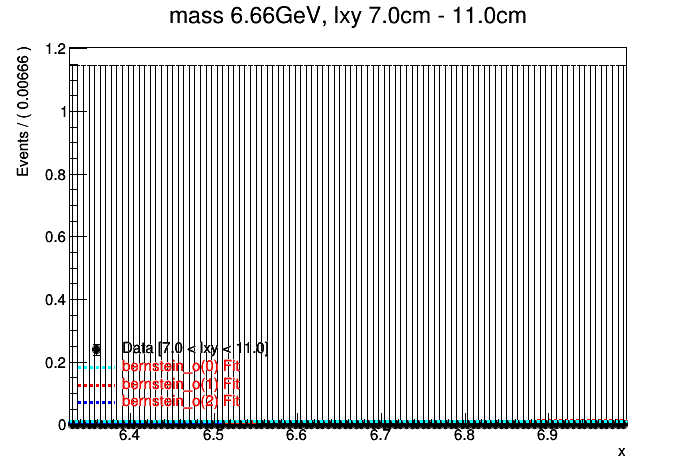 mass 6.66GeV, lxy 7.0cm - 11.0cm
Events / ( 0.00666 )
1.2
1
0.8
0.6
0.4
0.2
0
Data [7.0 < lxy < 11.0]
bernstein_o(0) Fit
bernstein_o(1) Fit
bernstein_o(2) Fit
6.4 6.5 6.6 6.7 6.8 6.9
x